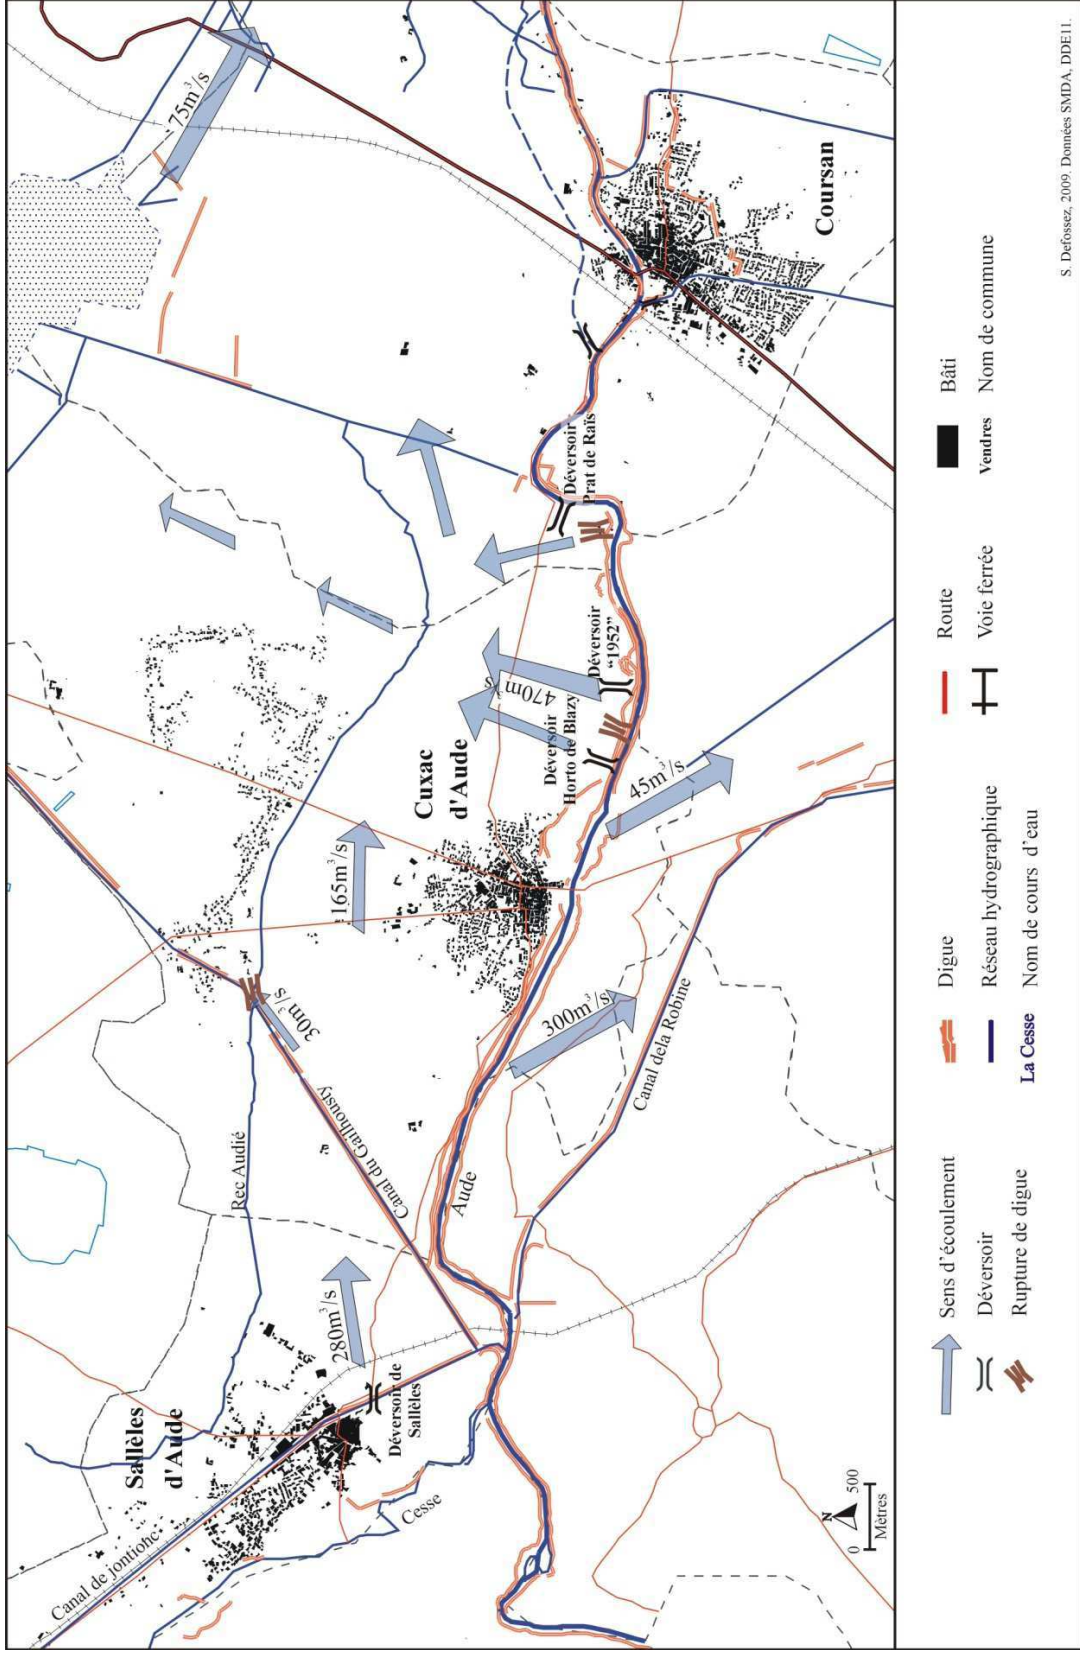 75m³/s
Coursan
Déversoir
Prat de Raïs
Déversoir
"1952"
470m³/s
Déversoir
Horto de Blazy
Cuxac
d'Aude
45m³/s
165m³/s
30m³/s
300m³/s
Canal dela Robine
Canal du Gailhousty
Rec Audié
Aude
280m³/s
Sallèles
d'Aude
Déversoir de
Sallèles
Cesse
Canal de jontiohc
N
0 500
Mètres
Sens d'écoulement
Déversoir
Rupture de digue
Digue
Réseau hydrographique
La Cesse Nom de cours d'eau
Route
Voie ferrée
Bâti
Vendres Nom de commune
S. Defossez, 2009. Données SMDA, DDE11.